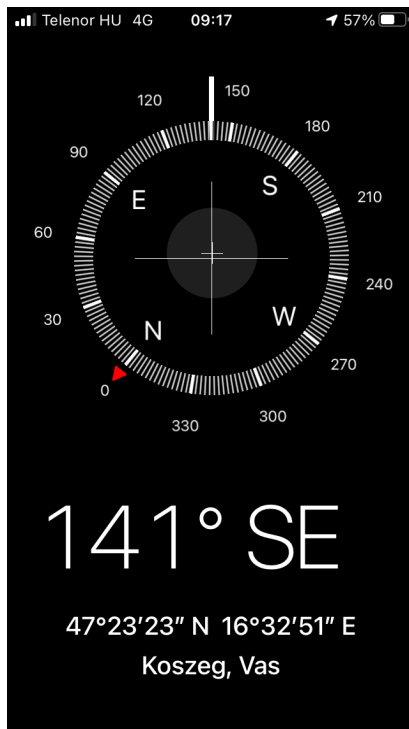 Telenor HU 4G 09:17 57%
120 150
90 180
E S
60 210
30 240
N W
0 270
330 300
141° SE
47°23′23″ N 16°32′51″ E
Koszeg, Vas